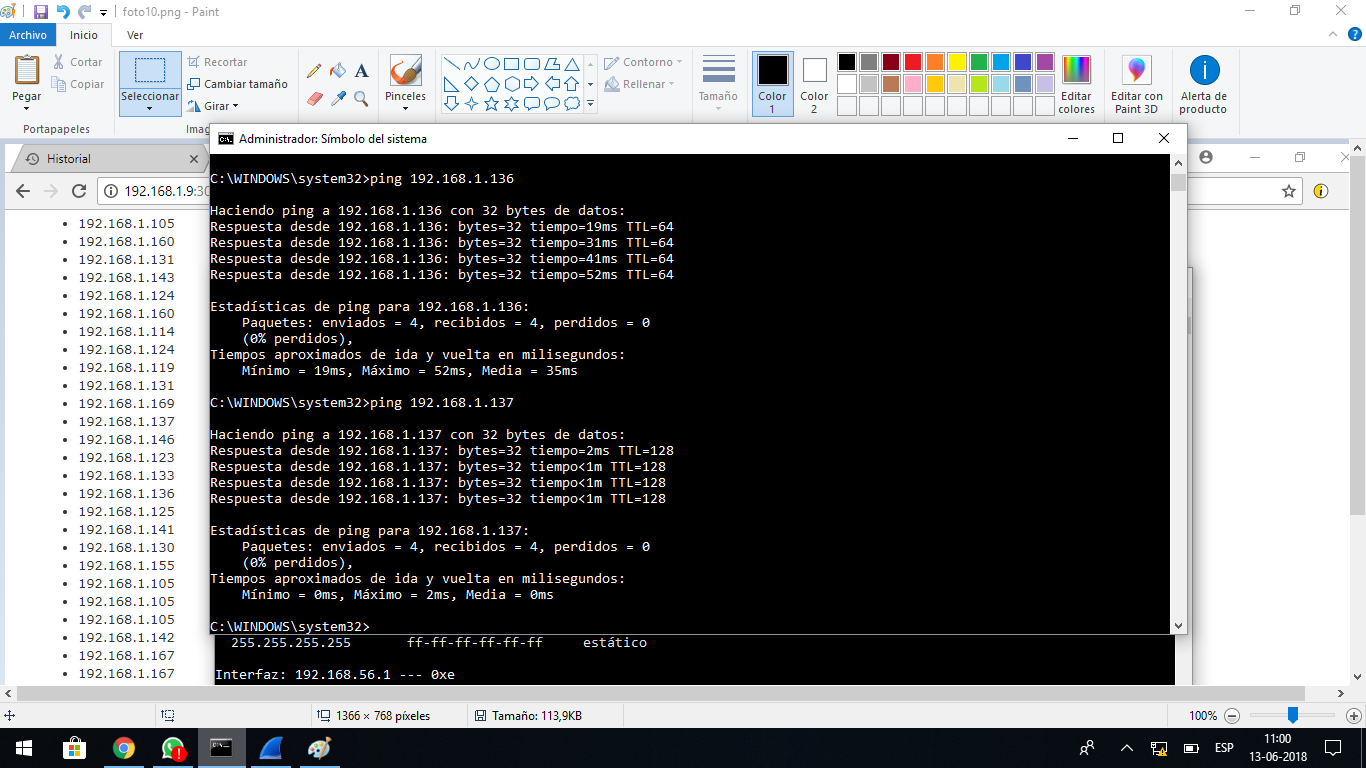 foto10.png - Paint
Archivo
Inicio
Ver
Pegar
Cortar
Copiar
Portapapeles
Seleccionar
Recortar
Cambiar tamaño
Girar
Imag
A
Pinceles
Contorno
Rellenar
Tamaño
Color
1
Color
2
Editar
colores
Editar con
Paint 3D
Alerta de
producto
Historial
192.168.1.9:30
192.168.1.105
192.168.1.160
192.168.1.131
192.168.1.143
192.168.1.124
192.168.1.160
192.168.1.114
192.168.1.124
192.168.1.119
192.168.1.131
192.168.1.169
192.168.1.137
192.168.1.146
192.168.1.123
192.168.1.133
192.168.1.136
192.168.1.125
192.168.1.141
192.168.1.130
192.168.1.155
192.168.1.105
192.168.1.105
192.168.1.105
192.168.1.142
192.168.1.167
192.168.1.167
Administrador: Símbolo del sistema
C:\WINDOWS\system32>ping 192.168.1.136
Haciendo ping a 192.168.1.136 con 32 bytes de datos:
Respuesta desde 192.168.1.136: bytes=32 tiempo=19ms TTL=64
Respuesta desde 192.168.1.136: bytes=32 tiempo=31ms TTL=64
Respuesta desde 192.168.1.136: bytes=32 tiempo=41ms TTL=64
Respuesta desde 192.168.1.136: bytes=32 tiempo=52ms TTL=64
Estadísticas de ping para 192.168.1.136:
Paquetes: enviados = 4, recibidos = 4, perdidos = 0
(0% perdidos),
Tiempos aproximados de ida y vuelta en milisegundos:
Mínimo = 19ms, Máximo = 52ms, Media = 35ms
C:\WINDOWS\system32>ping 192.168.1.137
Haciendo ping a 192.168.1.137 con 32 bytes de datos:
Respuesta desde 192.168.1.137: bytes=32 tiempo=2ms TTL=128
Respuesta desde 192.168.1.137: bytes=32 tiempo<1m TTL=128
Respuesta desde 192.168.1.137: bytes=32 tiempo<1m TTL=128
Respuesta desde 192.168.1.137: bytes=32 tiempo<1m TTL=128
Estadísticas de ping para 192.168.1.137:
Paquetes: enviados = 4, recibidos = 4, perdidos = 0
(0% perdidos),
Tiempos aproximados de ida y vuelta en milisegundos:
Mínimo = 0ms, Máximo = 2ms, Media = 0ms
C:\WINDOWS\system32>
255.255.255.255 ff-ff-ff-ff-ff-ff estático
Interfaz: 192.168.56.1 --- 0xe
1366 × 768 píxeles
Tamaño: 113,9KB
100%
ESP
11:00
13-06-2018